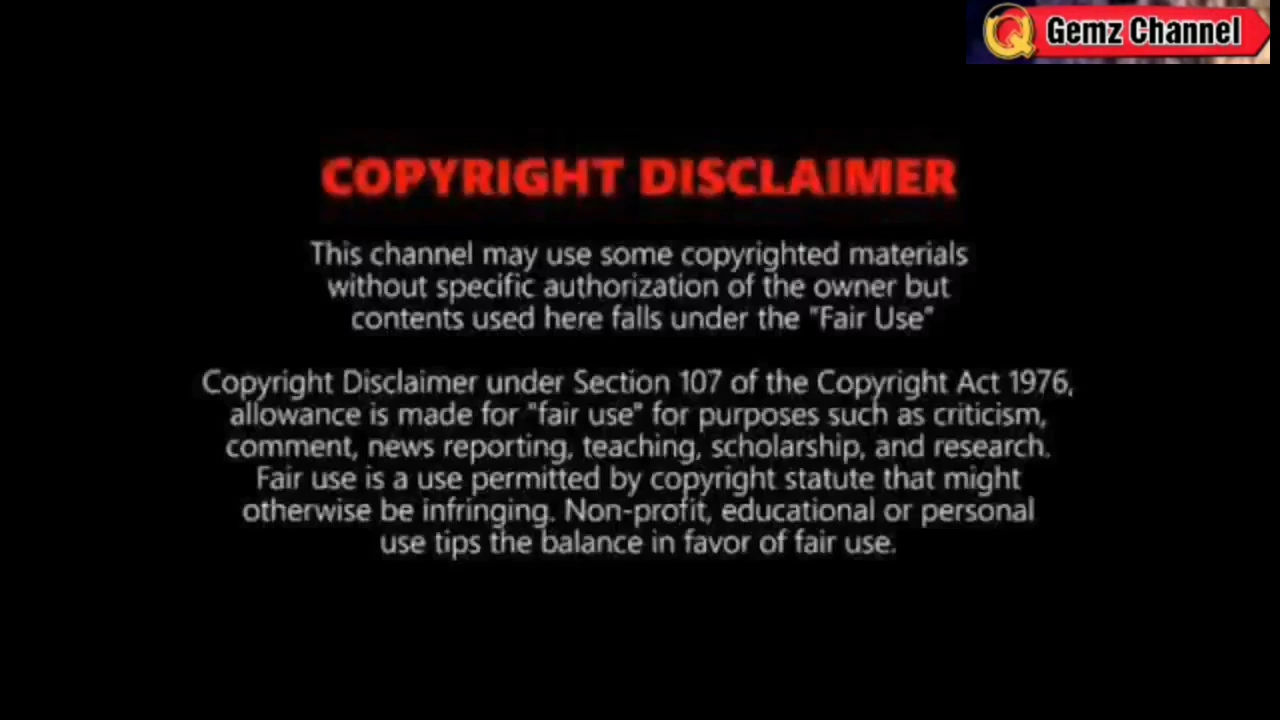 Gemz Channel
COPYRIGHT DISCLAIMER
This channel may use some copyrighted materials
without specific authorization of the owner but
contents used here falls under the "Fair Use"
Copyright Disclaimer under Section 107 of the Copyright Act 1976,
allowance is made for "fair use" for purposes such as criticism,
comment, news reporting, teaching, scholarship, and research.
Fair use is a use permitted by copyright statute that might
otherwise be infringing. Non-profit, educational or personal
use tips the balance in favor of fair use.